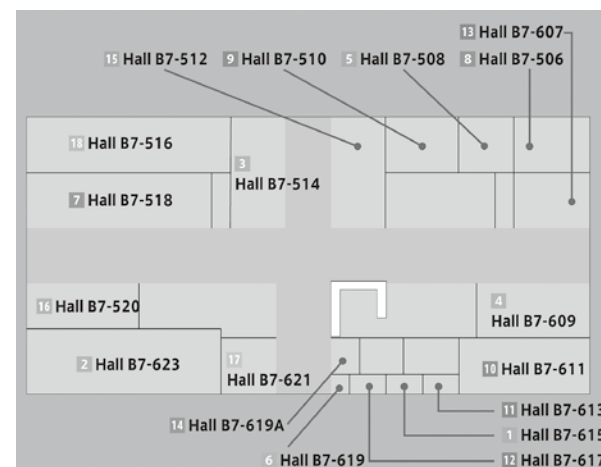 13 Hall B7-607
15 Hall B7-512
9 Hall B7-510
5 Hall B7-508
8 Hall B7-506
18 Hall B7-516
3
Hall B7-514
7 Hall B7-518
16 Hall B7-520
4
Hall B7-609
2 Hall B7-623
17
Hall B7-621
10 Hall B7-611
11 Hall B7-613
14 Hall B7-619A
1 Hall B7-615
6 Hall B7-619
12 Hall B7-617